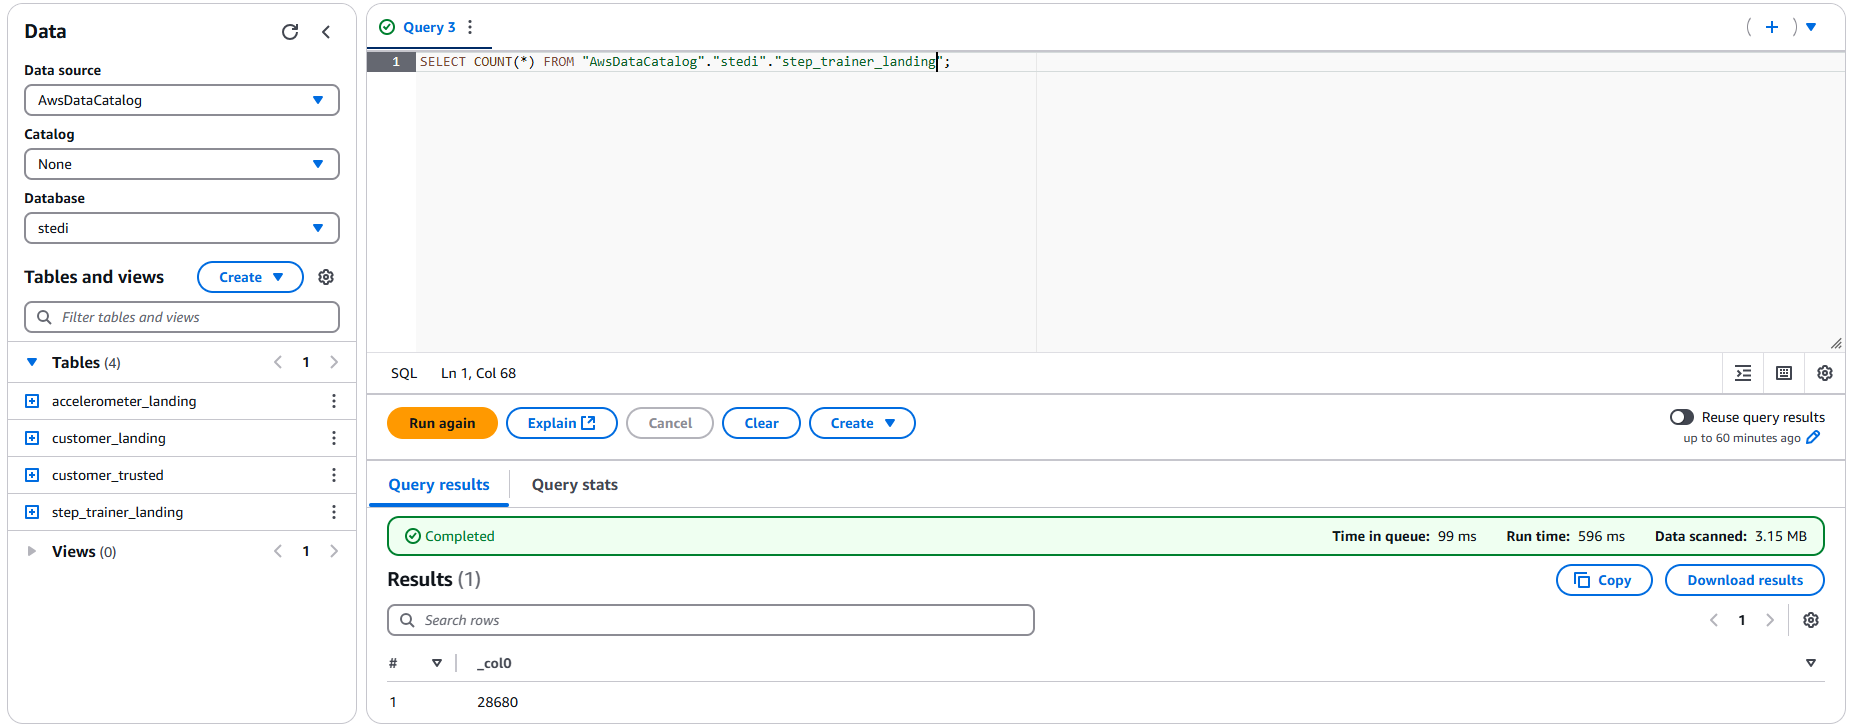 Data
Data source
AwsDataCatalog
Catalog
None
Database
stedi
Tables and views
Create
Filter tables and views
Tables (4)
1
accelerometer_landing
customer_landing
customer_trusted
step_trainer_landing
Views (0)
1
Query 3
1 SELECT COUNT(*) FROM "AwsDataCatalog"."stedi"."step_trainer_landing";
SQL Ln 1, Col 68
Run again Explain Cancel Clear Create
Reuse query results
up to 60 minutes ago
Query results Query stats
Completed Time in queue: 99 ms Run time: 596 ms Data scanned: 3.15 MB
Results (1) Copy Download results
Search rows 1
# _col0
1 28680